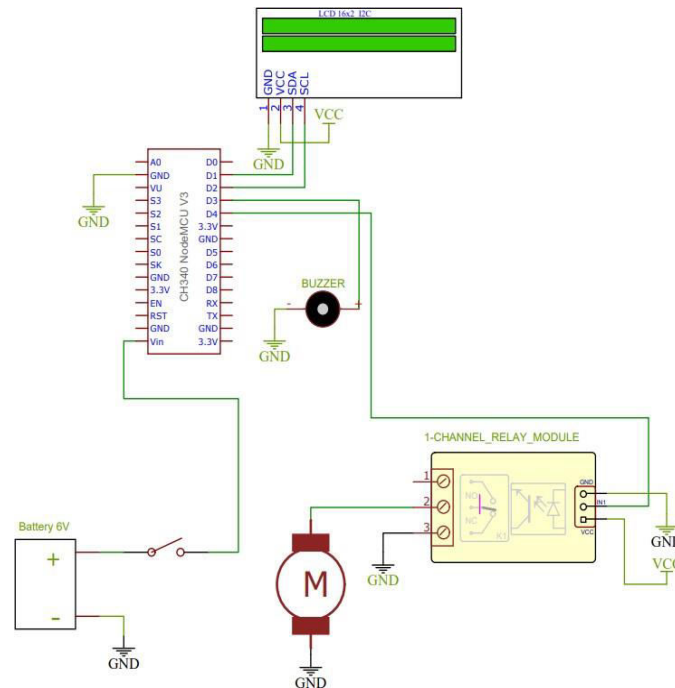 LCD 16x2 I2C
GND
VCC
SDA
SCL
1
2
3
4
VCC
GND
CH340 NodeMCU V3
A0
GND
VU
S3
S2
S1
SC
S0
SK
GND
3.3V
EN
RST
GND
Vin
D0
D1
D2
D3
D4
3.3V
GND
D5
D6
D7
D8
RX
TX
GND
3.3V
GND
BUZZER
- +
GND
1-CHANNEL_RELAY_MODULE
1
2
3
NO
NC
K1
GND
IN1
VCC
GND
VCC
GND
Battery 6V
+
-
GND
M
GND